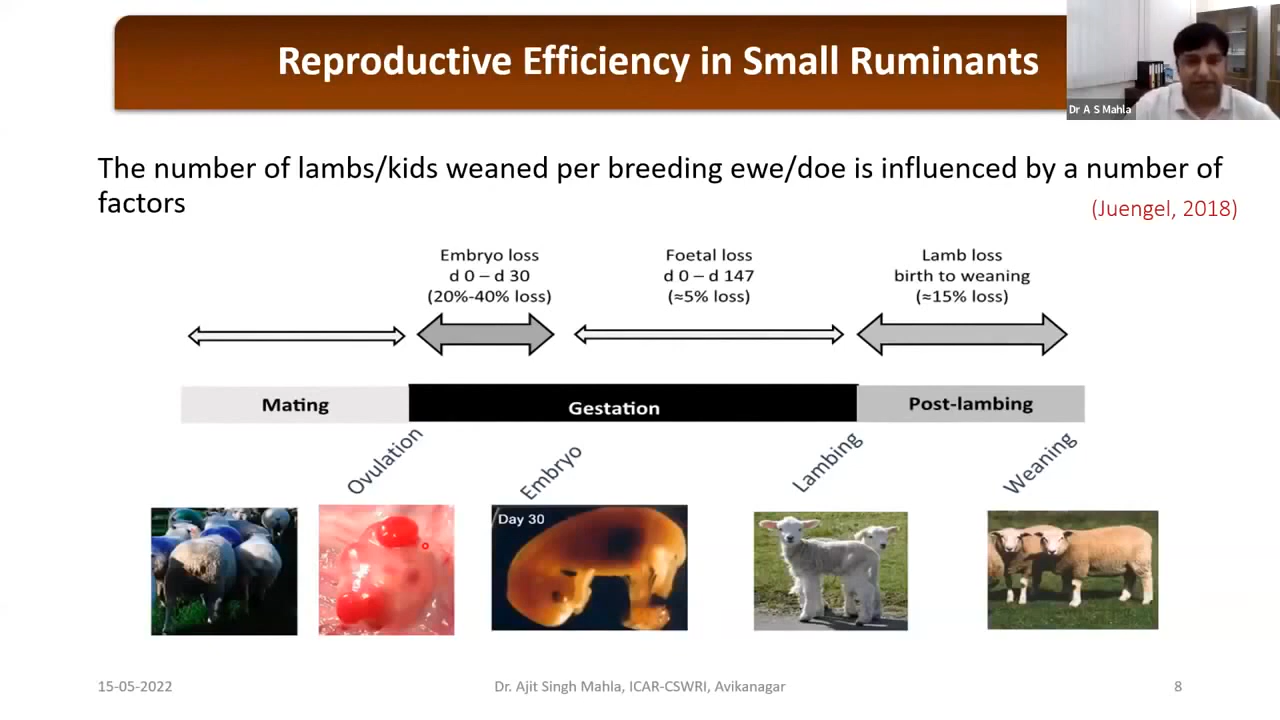 Reproductive Efficiency in Small Ruminants
Dr A S Mahla
The number of lambs/kids weaned per breeding ewe/doe is influenced by a number of
factors
(Juengel, 2018)
Embryo loss
d 0 – d 30
(20%-40% loss)
Foetal loss
d 0 – d 147
(≈5% loss)
Lamb loss
birth to weaning
(≈15% loss)
Mating
Gestation
Post-lambing
Ovulation
Embryo
Lambing
Weaning
Day 30
15-05-2022
Dr. Ajit Singh Mahla, ICAR-CSWRI, Avikanagar
8